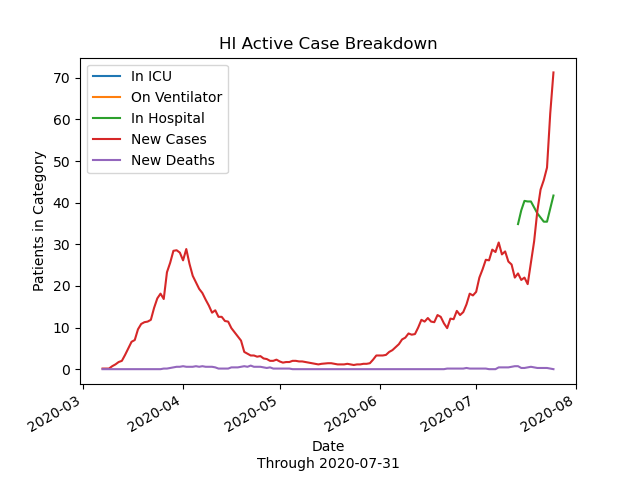 HI Active Case Breakdown
In ICU
On Ventilator
In Hospital
New Cases
New Deaths
Patients in Category
70
60
50
40
30
20
10
0
2020-03
2020-04
2020-05
2020-06
2020-07
2020-08
Date
Through 2020-07-31